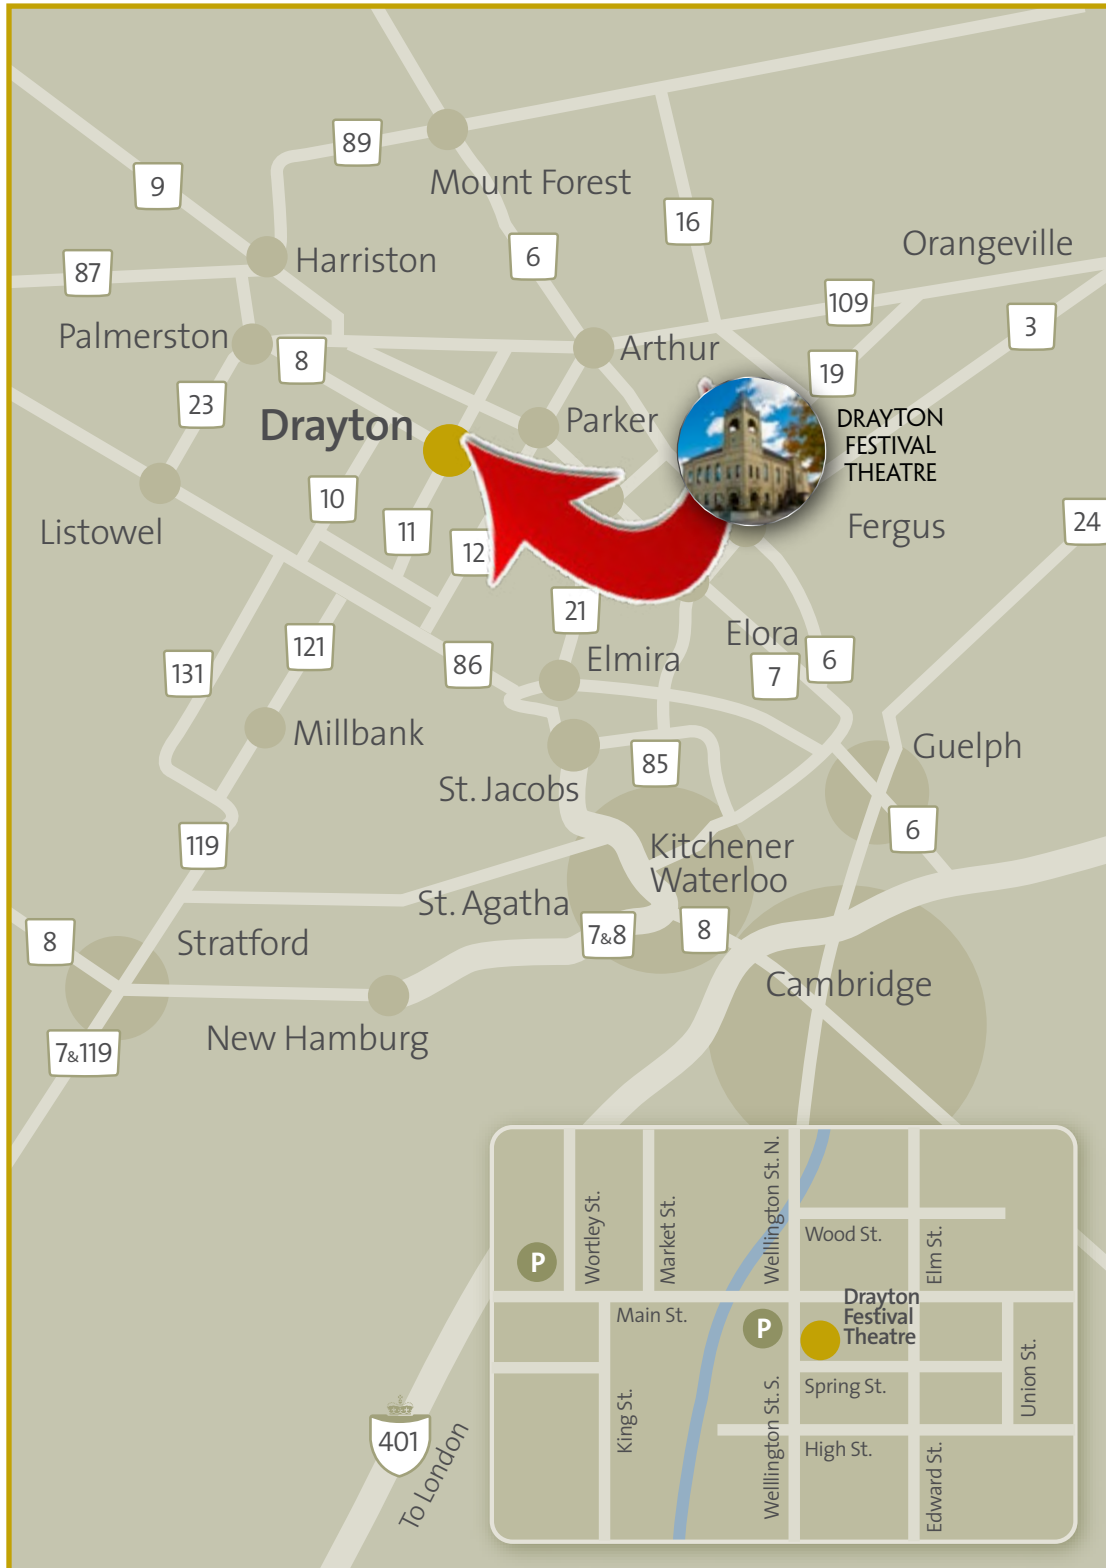 89
Mount Forest
9
16
Orangeville
6
Harriston
87
109
3
Palmerston
Arthur
8
19
23
Parker
Drayton
DRAYTON
FESTIVAL
THEATRE
10
Listowel
11
12
Fergus
24
21
Elora
121
131
86
Elmira
7
6
Millbank
85
Guelph
St. Jacobs
119
Kitchener
Waterloo
6
St. Agatha
8
Stratford
7&8
8
Cambridge
New Hamburg
7&119
Wortley St.
Market St.
Welllington St. N.
Wood St.
Elm St.
P
Main St.
P
Drayton
Festival
Theatre
Spring St.
Union St.
King St.
Welllington St. S.
High St.
Edward St.
401
To London